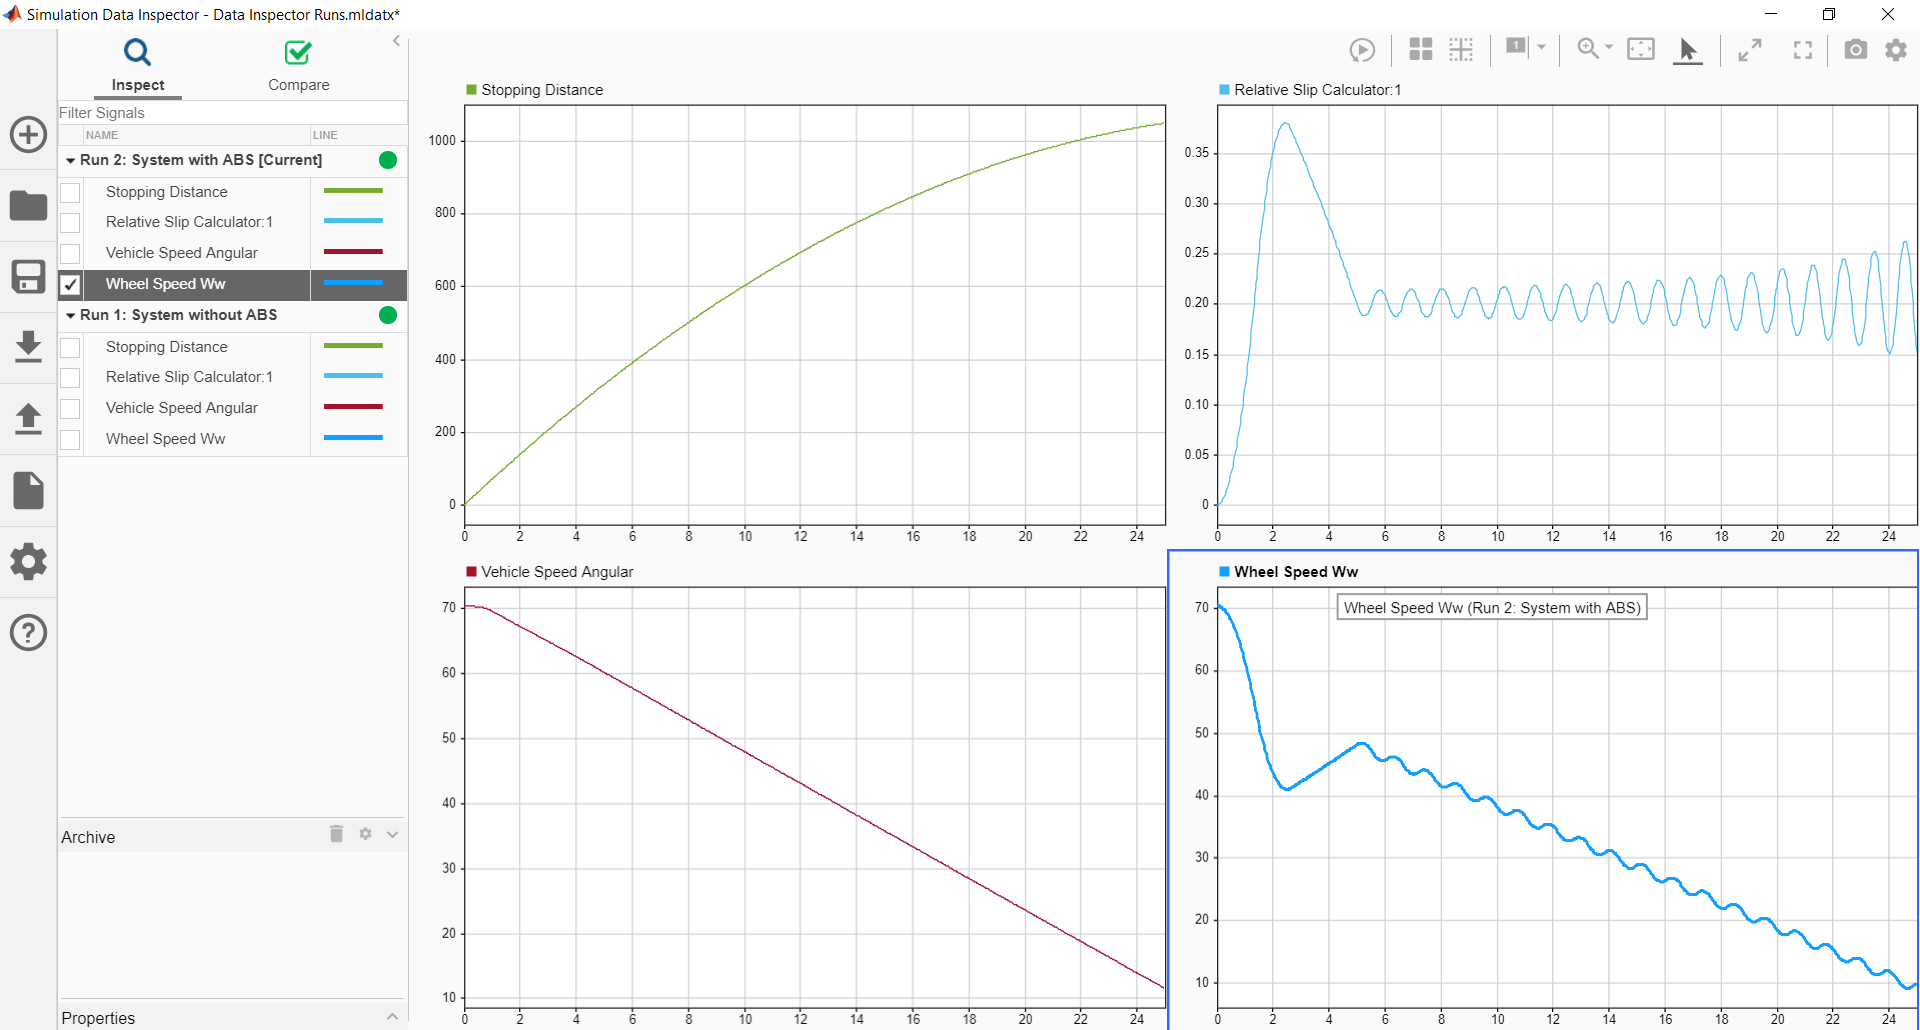 Simulation Data Inspector - Data Inspector Runs.mldatx*
Inspect
Compare
Filter Signals
NAME
LINE
Run 2: System with ABS [Current]
Stopping Distance
Relative Slip Calculator:1
Vehicle Speed Angular
Wheel Speed Ww
Run 1: System without ABS
Stopping Distance
Relative Slip Calculator:1
Vehicle Speed Angular
Wheel Speed Ww
Archive
Properties
1
Stopping Distance
1000
800
600
400
200
0
0 2 4 6 8 10 12 14 16 18 20 22 24
Relative Slip Calculator:1
0.35
0.30
0.25
0.20
0.15
0.10
0.05
0
0 2 4 6 8 10 12 14 16 18 20 22 24
Vehicle Speed Angular
70
60
50
40
30
20
10
0 2 4 6 8 10 12 14 16 18 20 22 24
Wheel Speed Ww
Wheel Speed Ww (Run 2: System with ABS)
70
60
50
40
30
20
10
0 2 4 6 8 10 12 14 16 18 20 22 24